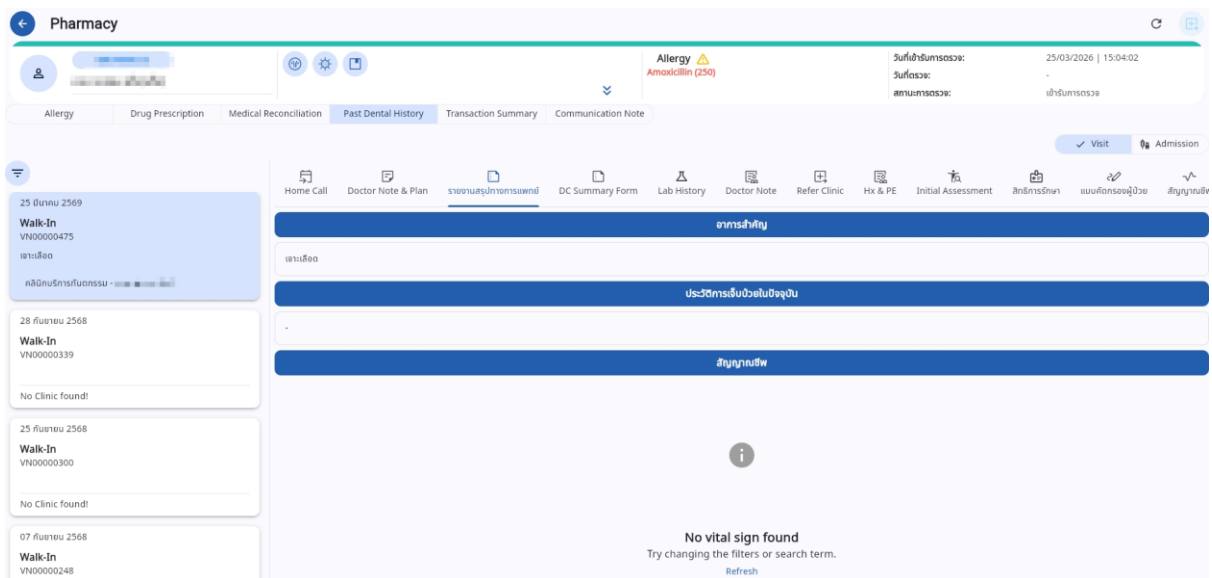 Pharmacy
Allergy
Amoxicillin (250)
วันที่เข้ารับการตรวจ: 25/03/2026 | 15:04:02
วันที่ตรวจ: -
สถานะการตรวจ: เข้ารับการตรวจ
Allergy Drug Prescription Medical Reconciliation Past Dental History Transaction Summary Communication Note
Visit Admission
Home Call Doctor Note & Plan รายงานสรุปทางการแพทย์ DC Summary Form Lab History Doctor Note Refer Clinic Hx & PE Initial Assessment สิทธิการรักษา แบบคัดกรองผู้ป่วย สัญญาณชีพ
25 มีนาคม 2569
Walk-In
VN00000475
เจาะเลือด
คลินิกบริการทันตกรรม -
28 กันยายน 2568
Walk-In
VN00000339
No Clinic found!
25 กันยายน 2568
Walk-In
VN00000300
No Clinic found!
07 กันยายน 2568
Walk-In
VN00000248
อาการสำคัญ
เจาะเลือด
ประวัติการเจ็บป่วยในปัจจุบัน
-
สัญญาณชีพ
No vital sign found
Try changing the filters or search term.
Refresh